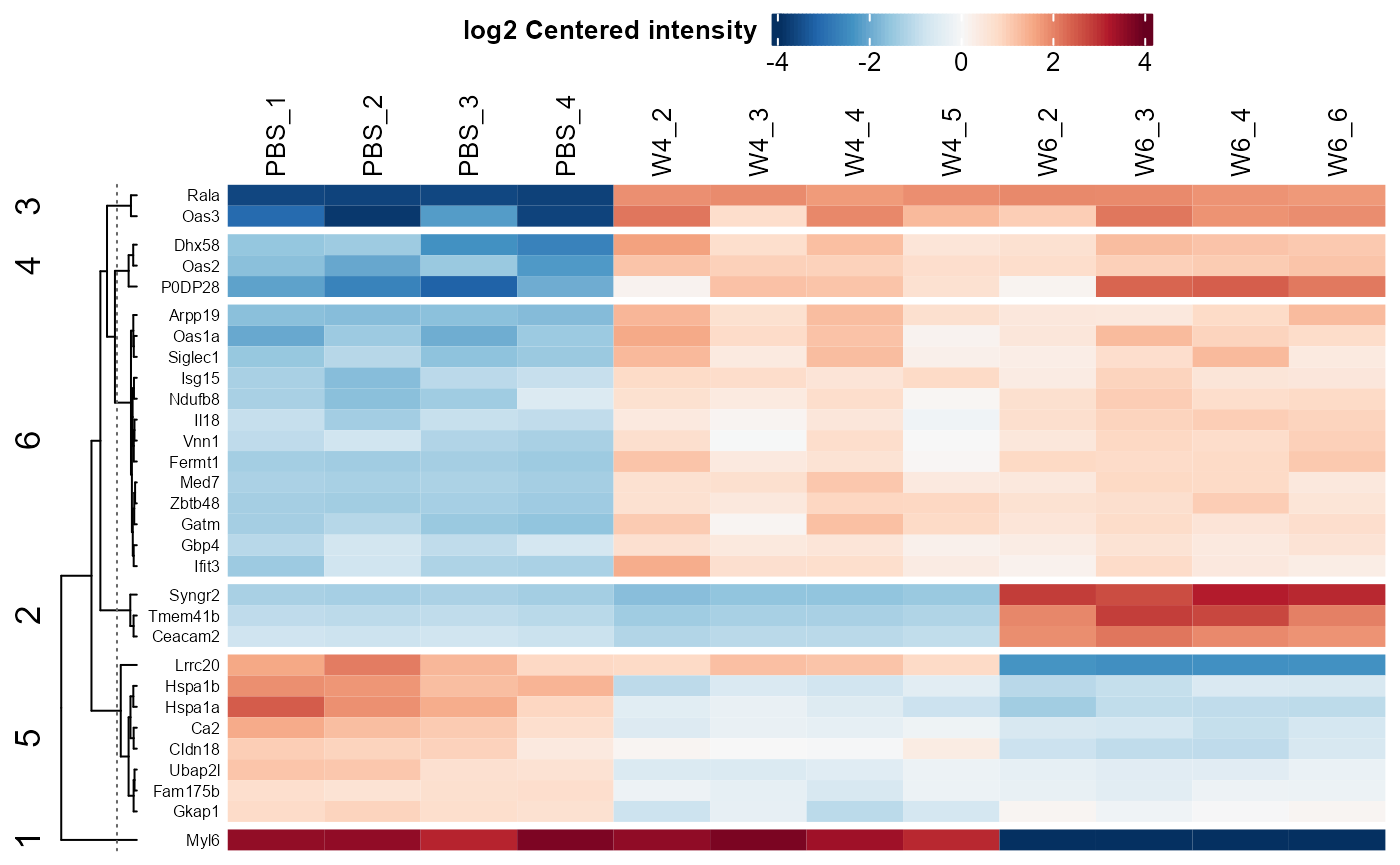 log2 Centered intensity
-4 -2 0 2 4
PBS_1 PBS_2 PBS_3 PBS_4 W4_2 W4_3 W4_4 W4_5 W6_2 W6_3 W6_4 W6_6
3
Rala
Oas3
4
Dhx58
Oas2
P0DP28
6
Arpp19
Oas1a
Siglec1
Isg15
Ndufb8
Il18
Vnn1
Fermt1
Med7
Zbtb48
Gatm
Gbp4
Ifit3
2
Syngr2
Tmem41b
Ceacam2
5
Lrrc20
Hspa1b
Hspa1a
Ca2
Cldn18
Ubap2l
Fam175b
Gkap1
1
Myl6